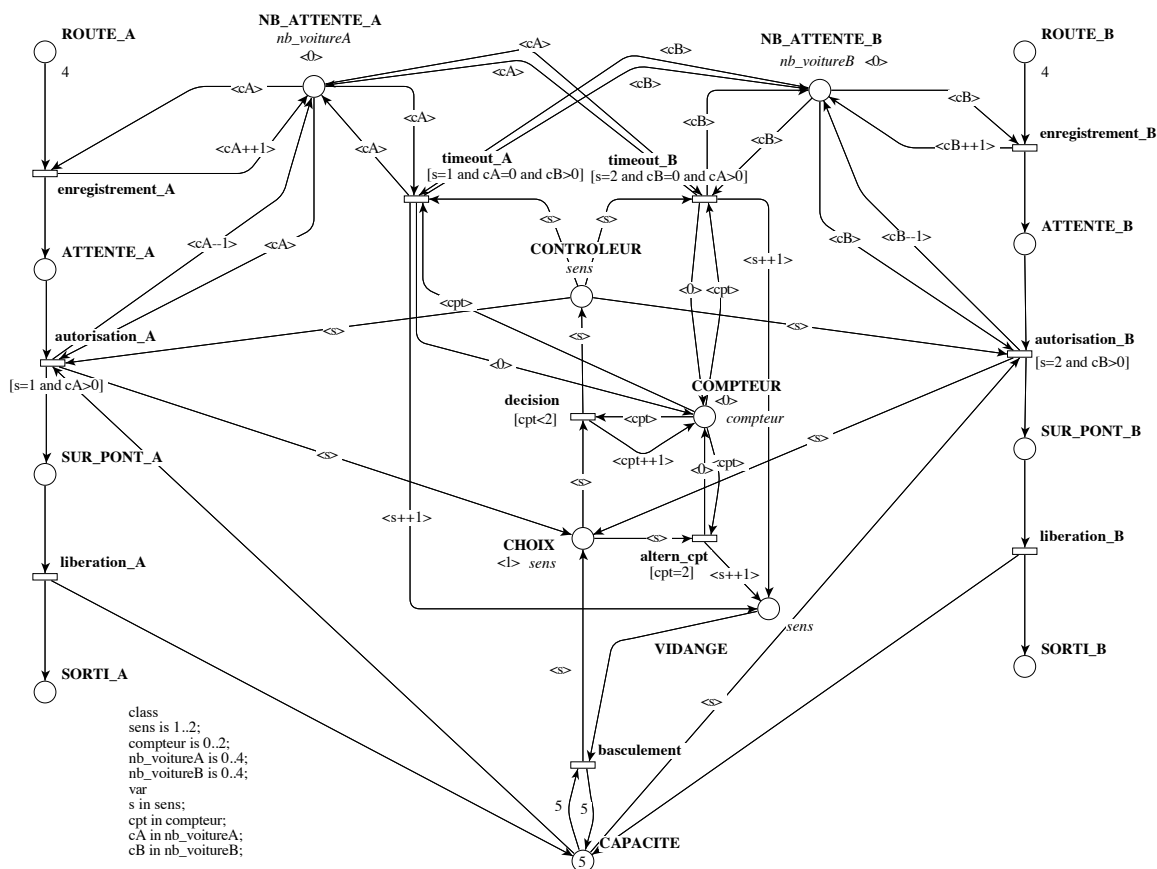 NB_ATTENTE_A
nb_voitureA
<0>
ROUTE_A
4
NB_ATTENTE_B
nb_voitureB <0>
ROUTE_B
4
<cA>
<cA>
<cB>
<cB>
<cA>
<cA>
<cA>
<cA++1>
<cB>
<cB>
<cB>
<cB++1>
enregistrement_A
enregistrement_B
timeout_A
[s=1 and cA=0 and cB>0]
timeout_B
[s=2 and cB=0 and cA>0]
<s>
<s>
ATTENTE_A
ATTENTE_B
<cA--1>
<cA>
<cB>
<cB--1>
CONTROLEUR
sens
<s++1>
<cpt>
<0>
<cpt>
<s>
<s>
<s>
autorisation_A
[s=1 and cA>0]
autorisation_B
[s=2 and cB>0]
<0>
COMPTEUR
<0>
compteur
decision
[cpt<2]
<cpt>
<cpt++1>
<0>
<cpt>
SUR_PONT_A
SUR_PONT_B
<s>
<s>
<s>
<s++1>
CHOIX
<1> sens
<s>
altern_cpt
[cpt=2]
<s++1>
liberation_A
liberation_B
sens
VIDANGE
<s>
<s>
SORTI_A
SORTI_B
basculement
5
5
CAPACITE
5
class
sens is 1..2;
compteur is 0..2;
nb_voitureA is 0..4;
nb_voitureB is 0..4;
var
s in sens;
cpt in compteur;
cA in nb_voitureA;
cB in nb_voitureB;